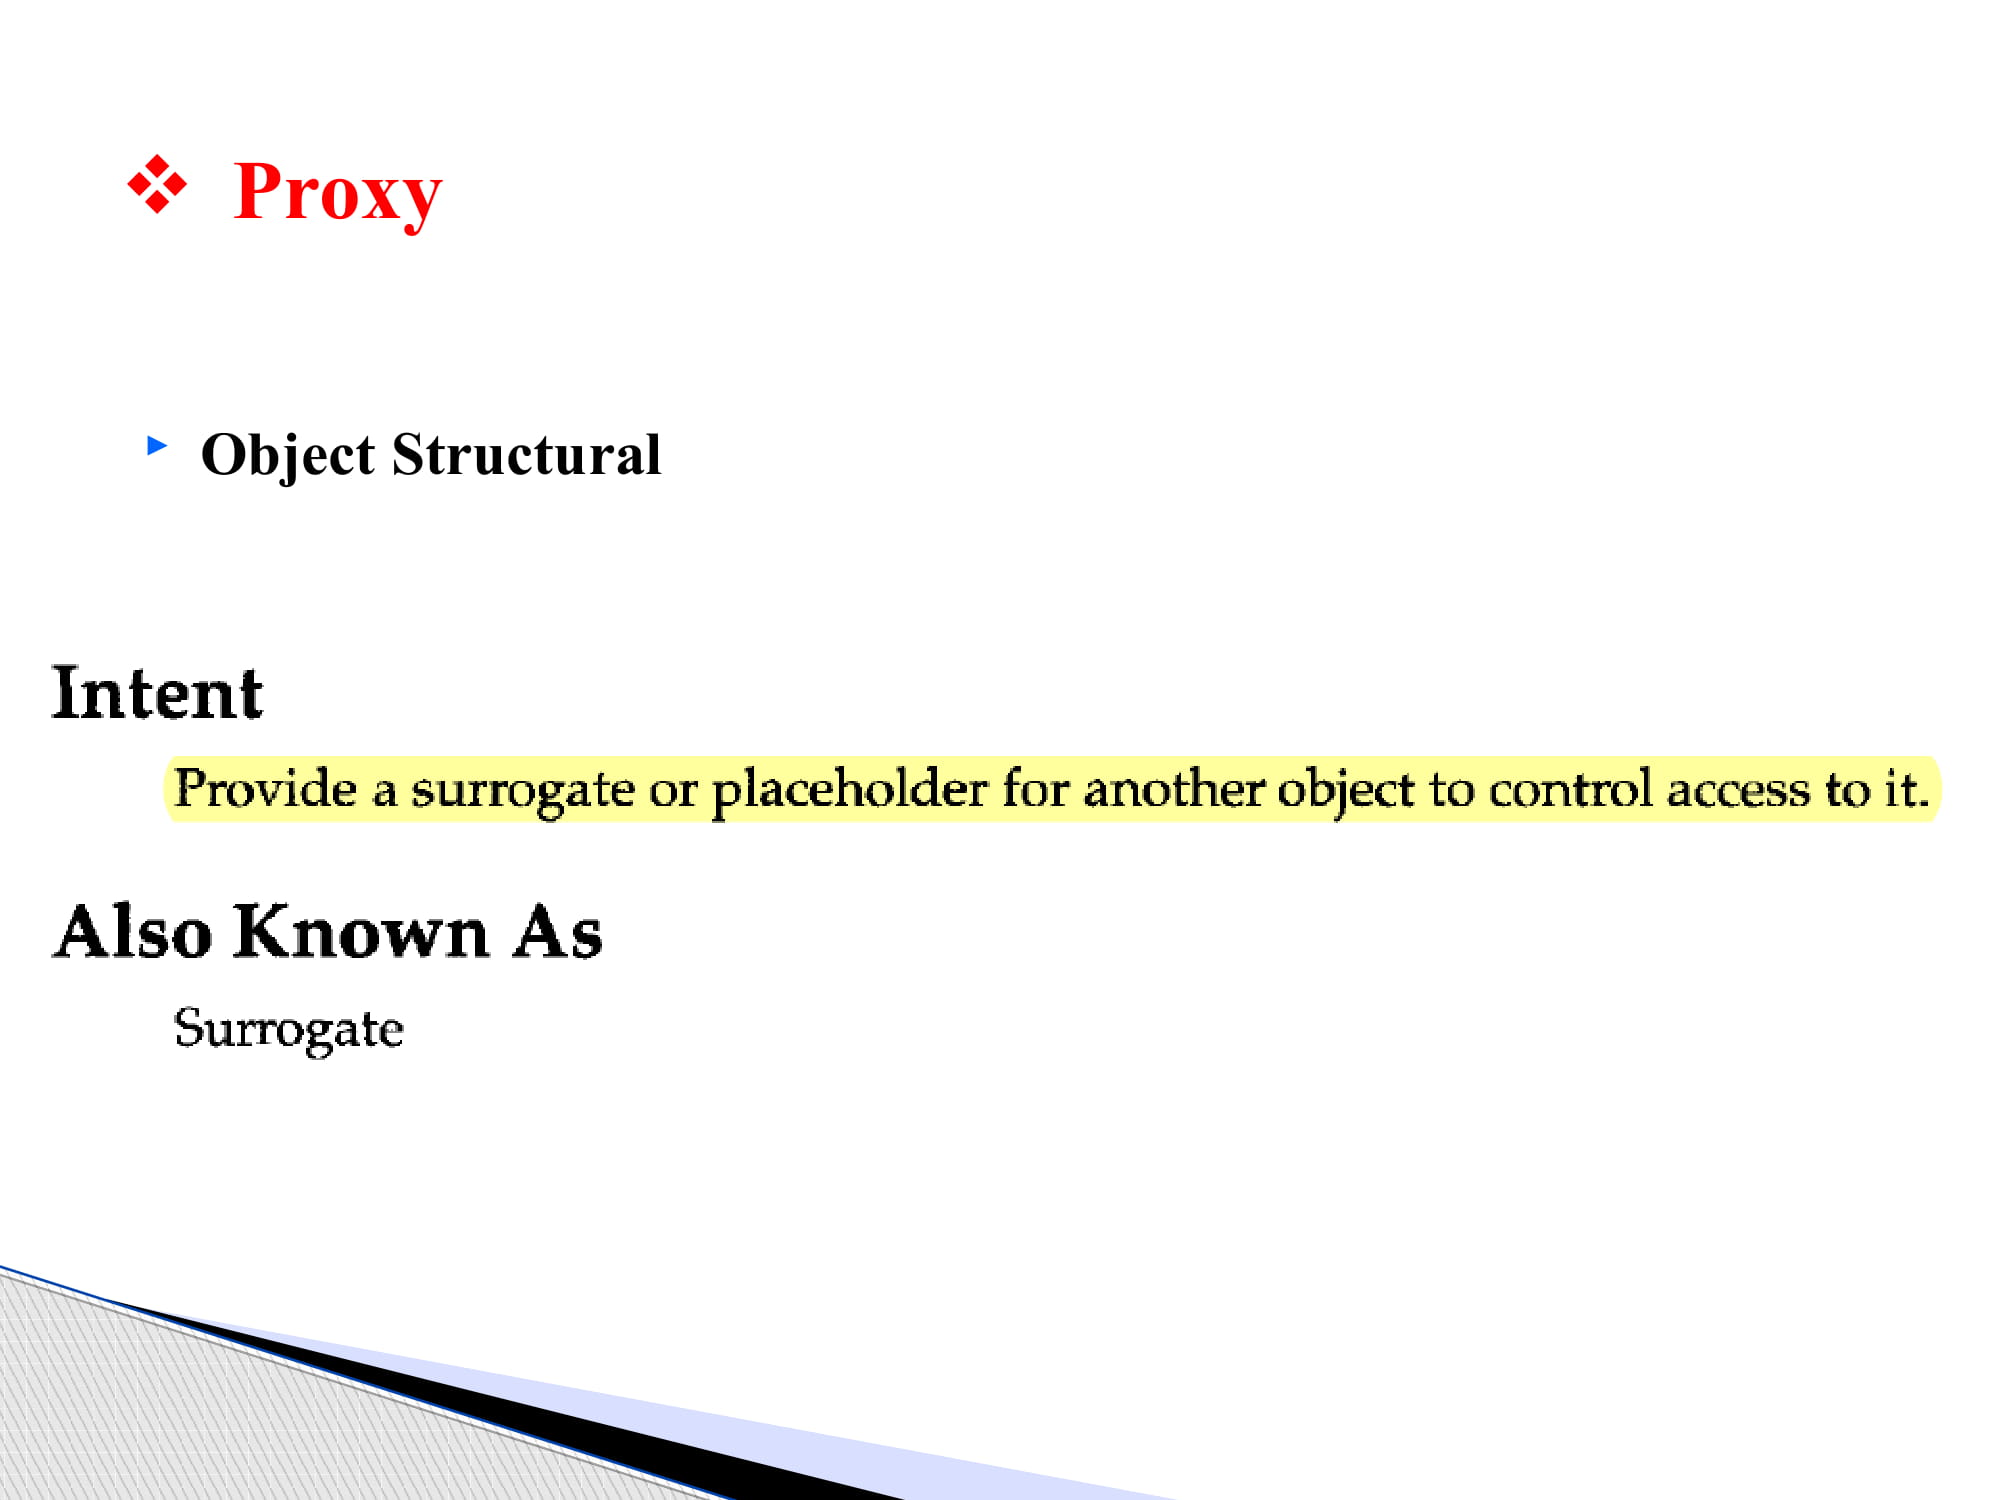 Proxy
Object Structural
Intent
Provide a surrogate or placeholder for another object to control access to it.
Also Known As
Surrogate